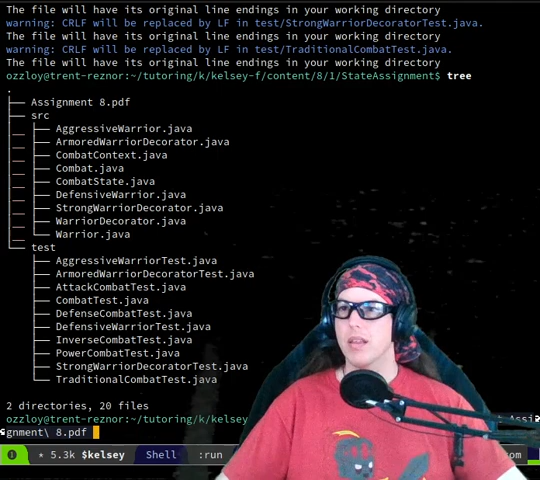 The file will have its original line endings in your working directory
warning: CRLF will be replaced by LF in test/StrongWarriorDecoratorTest.java.
The file will have its original line endings in your working directory
warning: CRLF will be replaced by LF in test/TraditionalCombatTest.java.
The file will have its original line endings in your working directory
ozzloy@trent-reznor:~/tutoring/k/kelsey-f/content/8/1/StateAssignment$ tree
.
├── Assignment 8.pdf
├── src
│   ├── AggressiveWarrior.java
│   ├── ArmoredWarriorDecorator.java
│   ├── CombatContext.java
│   ├── Combat.java
│   ├── CombatState.java
│   ├── DefensiveWarrior.java
│   ├── StrongWarriorDecorator.java
│   ├── WarriorDecorator.java
│   └── Warrior.java
└── test
    ├── AggressiveWarriorTest.java
    ├── ArmoredWarriorDecoratorTest.java
    ├── AttackCombatTest.java
    ├── CombatTest.java
    ├── DefenseCombatTest.java
    ├── DefensiveWarriorTest.java
    ├── InverseCombatTest.java
    ├── PowerCombatTest.java
    ├── StrongWarriorDecoratorTest.java
    └── TraditionalCombatTest.java
2 directories, 20 files
ozzloy@trent-reznor:~/tutoring/k/kelsey Assi
gnment\ 8.pdf
* 5.3k $kelsey Shell :run om